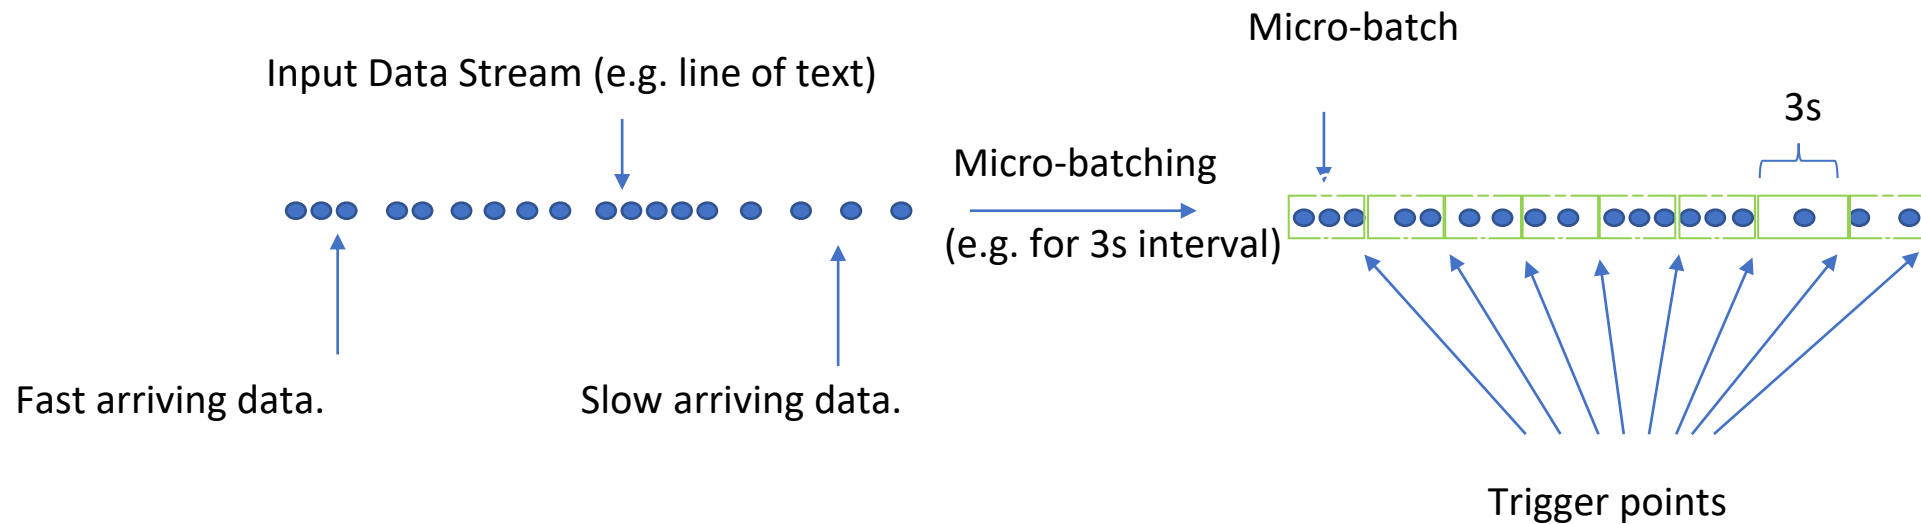 Micro-batch
Input Data Stream (e.g. line of text)
3s
Micro-batching
(e.g. for 3s interval)
Fast arriving data.
Slow arriving data.
Trigger points